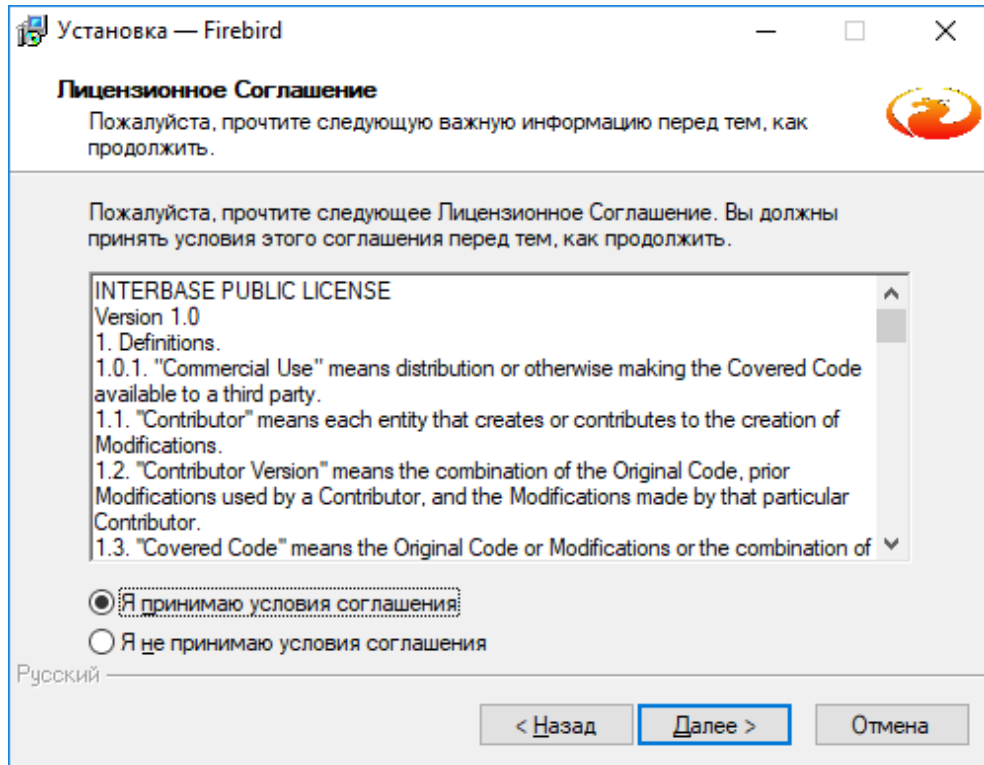 Установка — Firebird
Лицензионное Соглашение
Пожалуйста, прочтите следующую важную информацию перед тем, как
продолжить.
Пожалуйста, прочтите следующее Лицензионное Соглашение. Вы должны
принять условия этого соглашения перед тем, как продолжить.
INTERBASE PUBLIC LICENSE
Version 1.0
1. Definitions.
1.0.1. "Commercial Use" means distribution or otherwise making the Covered Code
available to a third party.
1.1. "Contributor" means each entity that creates or contributes to the creation of
Modifications.
1.2. "Contributor Version" means the combination of the Original Code, prior
Modifications used by a Contributor, and the Modifications made by that particular
Contributor.
1.3. "Covered Code" means the Original Code or Modifications or the combination of
Я принимаю условия соглашения
Я не принимаю условия соглашения
Русский
< Назад
Далее >
Отмена